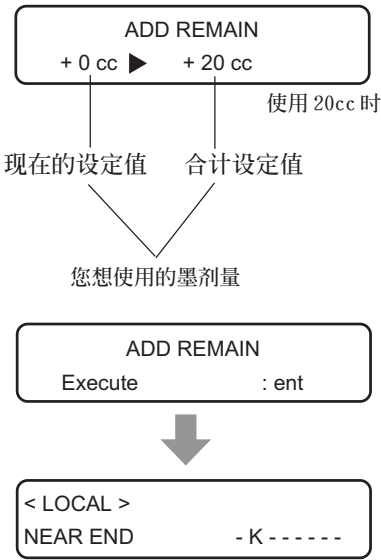 ADD REMAIN
+ 0 cc ▶ + 20 cc
使用 20cc 时
现在的设定值 合计设定值
您想使用的墨剂量
ADD REMAIN
Execute : ent
< LOCAL >
NEAR END - K - - - - - -